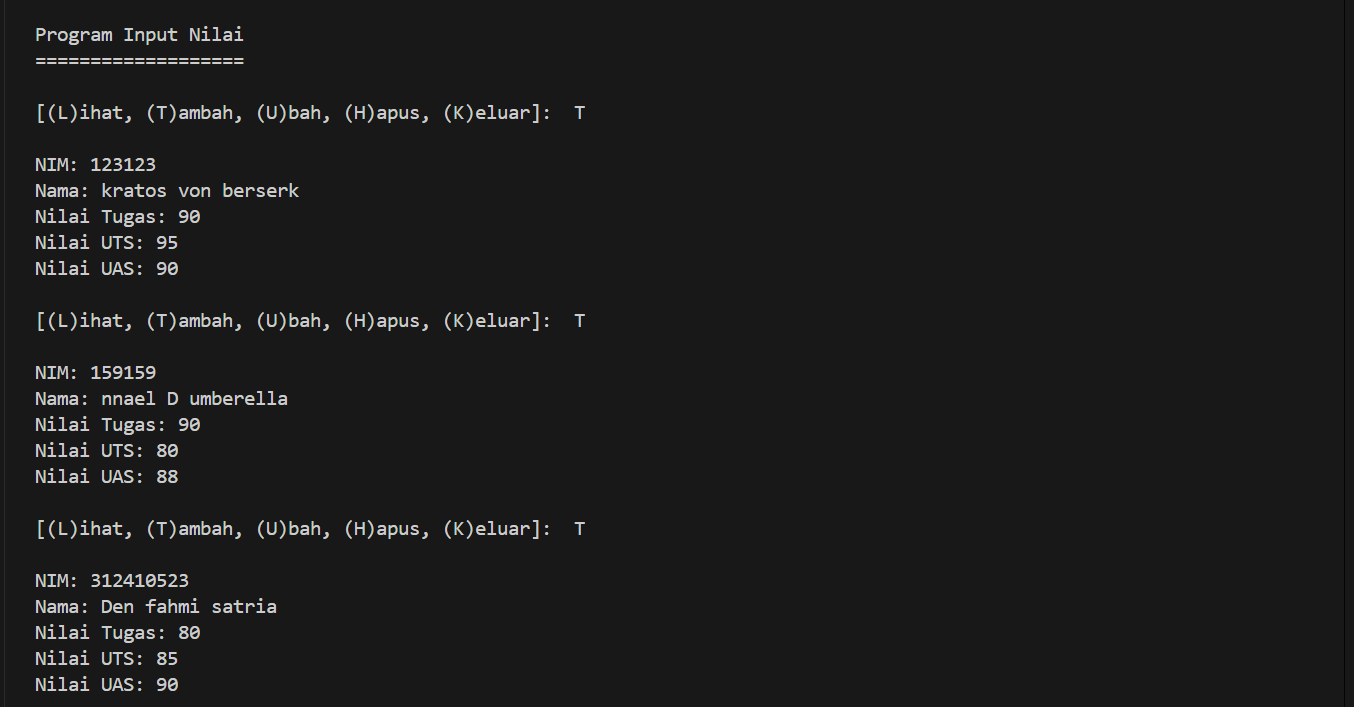 Program Input Nilai
===================
[(L)ihat, (T)ambah, (U)bah, (H)apus, (K)eluar]:  T
NIM: 123123
Nama: kratos von berserk
Nilai Tugas: 90
Nilai UTS: 95
Nilai UAS: 90
[(L)ihat, (T)ambah, (U)bah, (H)apus, (K)eluar]:  T
NIM: 159159
Nama: nnael D umberella
Nilai Tugas: 90
Nilai UTS: 80
Nilai UAS: 88
[(L)ihat, (T)ambah, (U)bah, (H)apus, (K)eluar]:  T
NIM: 312410523
Nama: Den fahmi satria
Nilai Tugas: 80
Nilai UTS: 85
Nilai UAS: 90